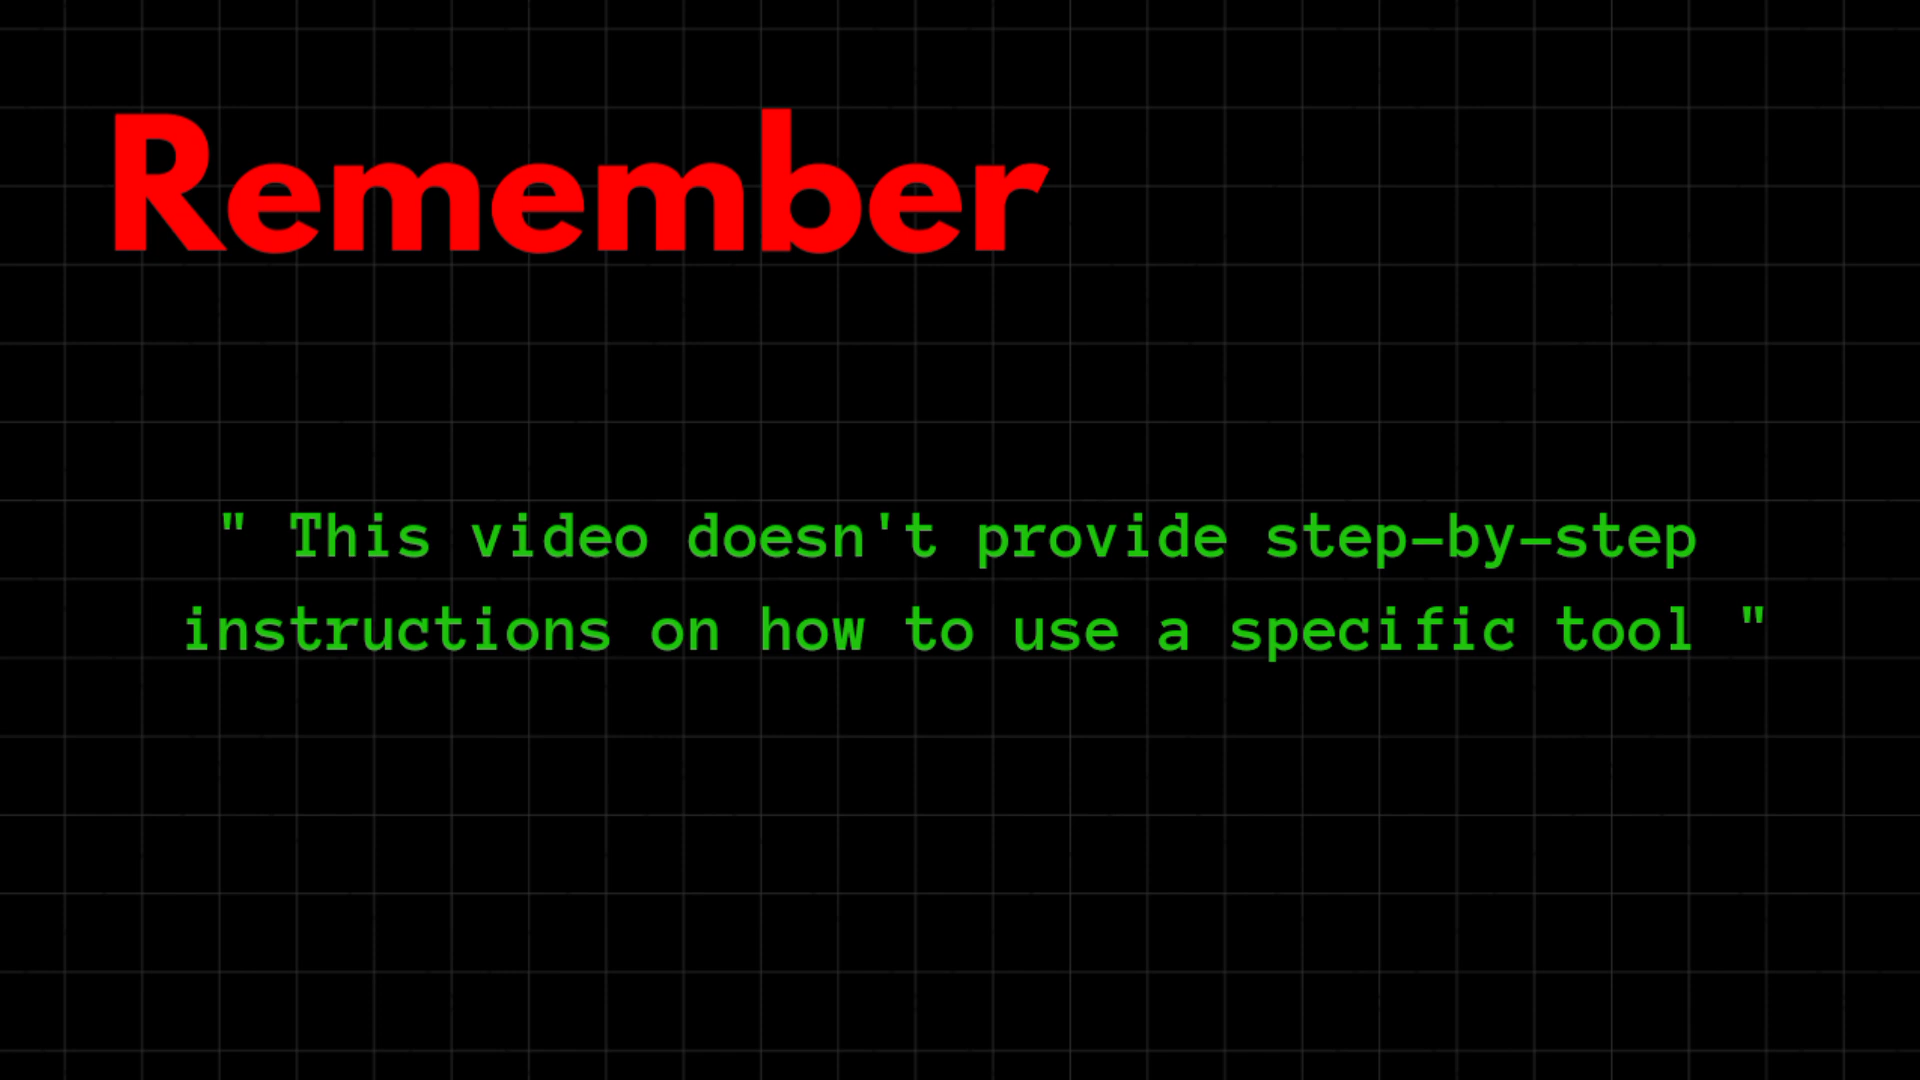 Remember
" This video doesn't provide step-by-step
instructions on how to use a specific tool "